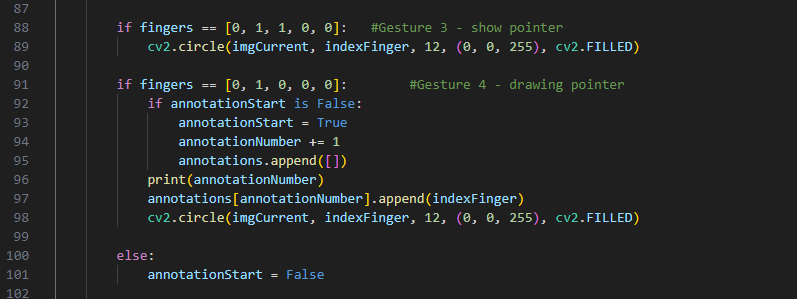 87
88 if fingers == [0, 1, 1, 0, 0]: #Gesture 3 - show pointer
89 cv2.circle(imgCurrent, indexFinger, 12, (0, 0, 255), cv2.FILLED)
90
91 if fingers == [0, 1, 0, 0, 0]: #Gesture 4 - drawing pointer
92 if annotationStart is False:
93 annotationStart = True
94 annotationNumber += 1
95 annotations.append([])
96 print(annotationNumber)
97 annotations[annotationNumber].append(indexFinger)
98 cv2.circle(imgCurrent, indexFinger, 12, (0, 0, 255), cv2.FILLED)
99
100 else:
101 annotationStart = False
102